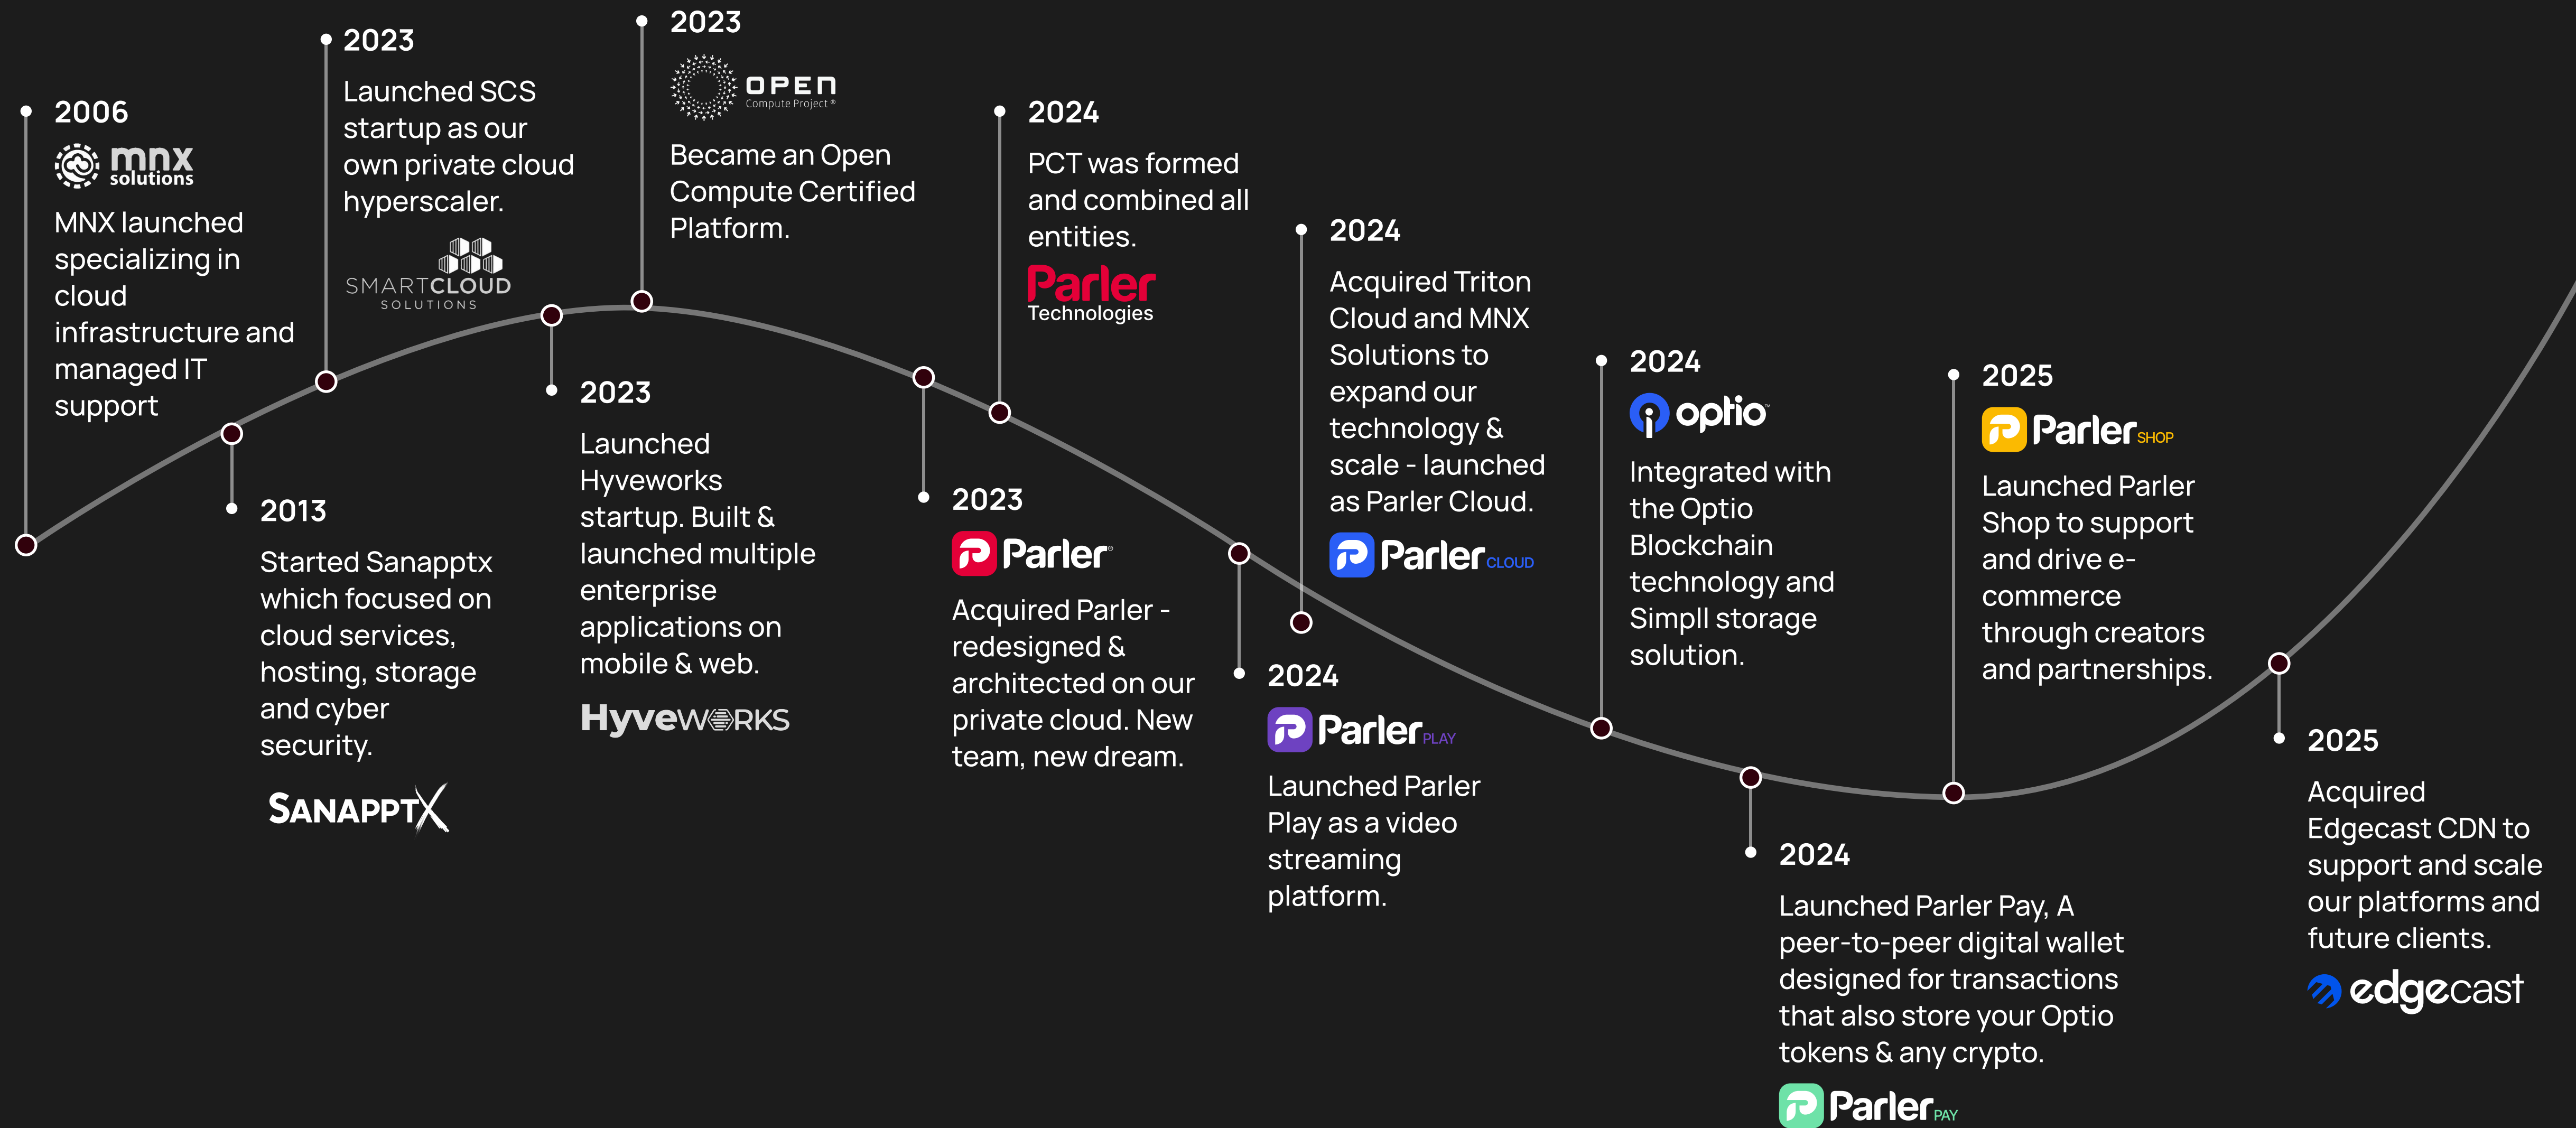 2006
mnx
solutions
MNX launched
specializing in
cloud
infrastructure and
managed IT
support
2013
Started Sanapptx
which focused on
cloud services,
hosting, storage
and cyber
security.
SANAPPTX
2023
Launched SCS
startup as our
own private cloud
hyperscaler.
SMARTCLOUD
SOLUTIONS
2023
Launched
Hyveworks
startup. Built &
launched multiple
enterprise
applications on
mobile & web.
HyveWORKS
2023
OPEN
Compute Project ®
Became an Open
Compute Certified
Platform.
2023
Parler®
Acquired Parler -
redesigned &
architected on our
private cloud. New
team, new dream.
2024
PCT was formed
and combined all
entities.
Parler
Technologies
2024
Parler PLAY
Launched Parler
Play as a video
streaming
platform.
2024
Acquired Triton
Cloud and MNX
Solutions to
expand our
technology &
scale - launched
as Parler Cloud.
Parler CLOUD
2024
optio™
Integrated with
the Optio
Blockchain
technology and
Simpll storage
solution.
2024
Launched Parler Pay, A
peer-to-peer digital wallet
designed for transactions
that also store your Optio
tokens & any crypto.
Parler PAY
2025
Parler SHOP
Launched Parler
Shop to support
and drive e-
commerce
through creators
and partnerships.
2025
Acquired
Edgecast CDN to
support and scale
our platforms and
future clients.
edgecast